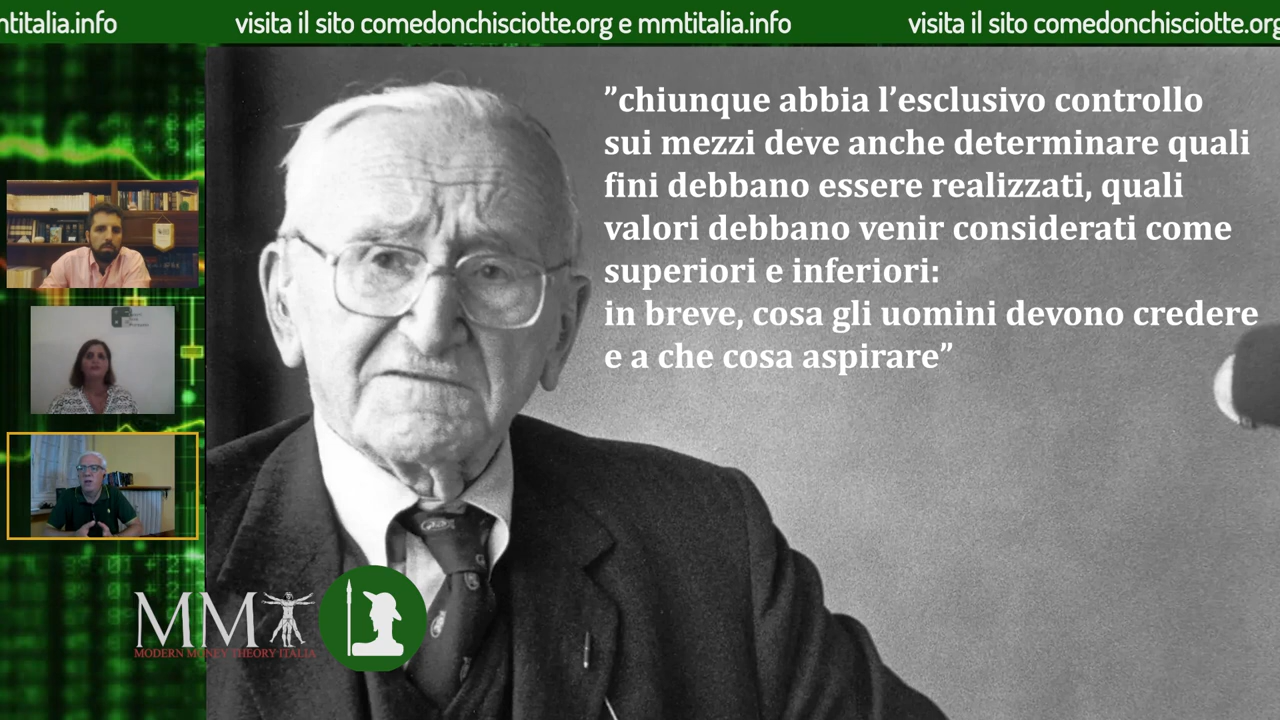 ntitalia.info
visita il sito comedonchisciotte.org e mmtitalia.info
visita il sito comedonchisciotte.org
”chiunque abbia l’esclusivo controllo
sui mezzi deve anche determinare quali
fini debbano essere realizzati, quali
valori debbano venir considerati come
superiori e inferiori:
in breve, cosa gli uomini devono credere
e a che cosa aspirare”
MMT
MODERN MONEY THEORY ITALIA